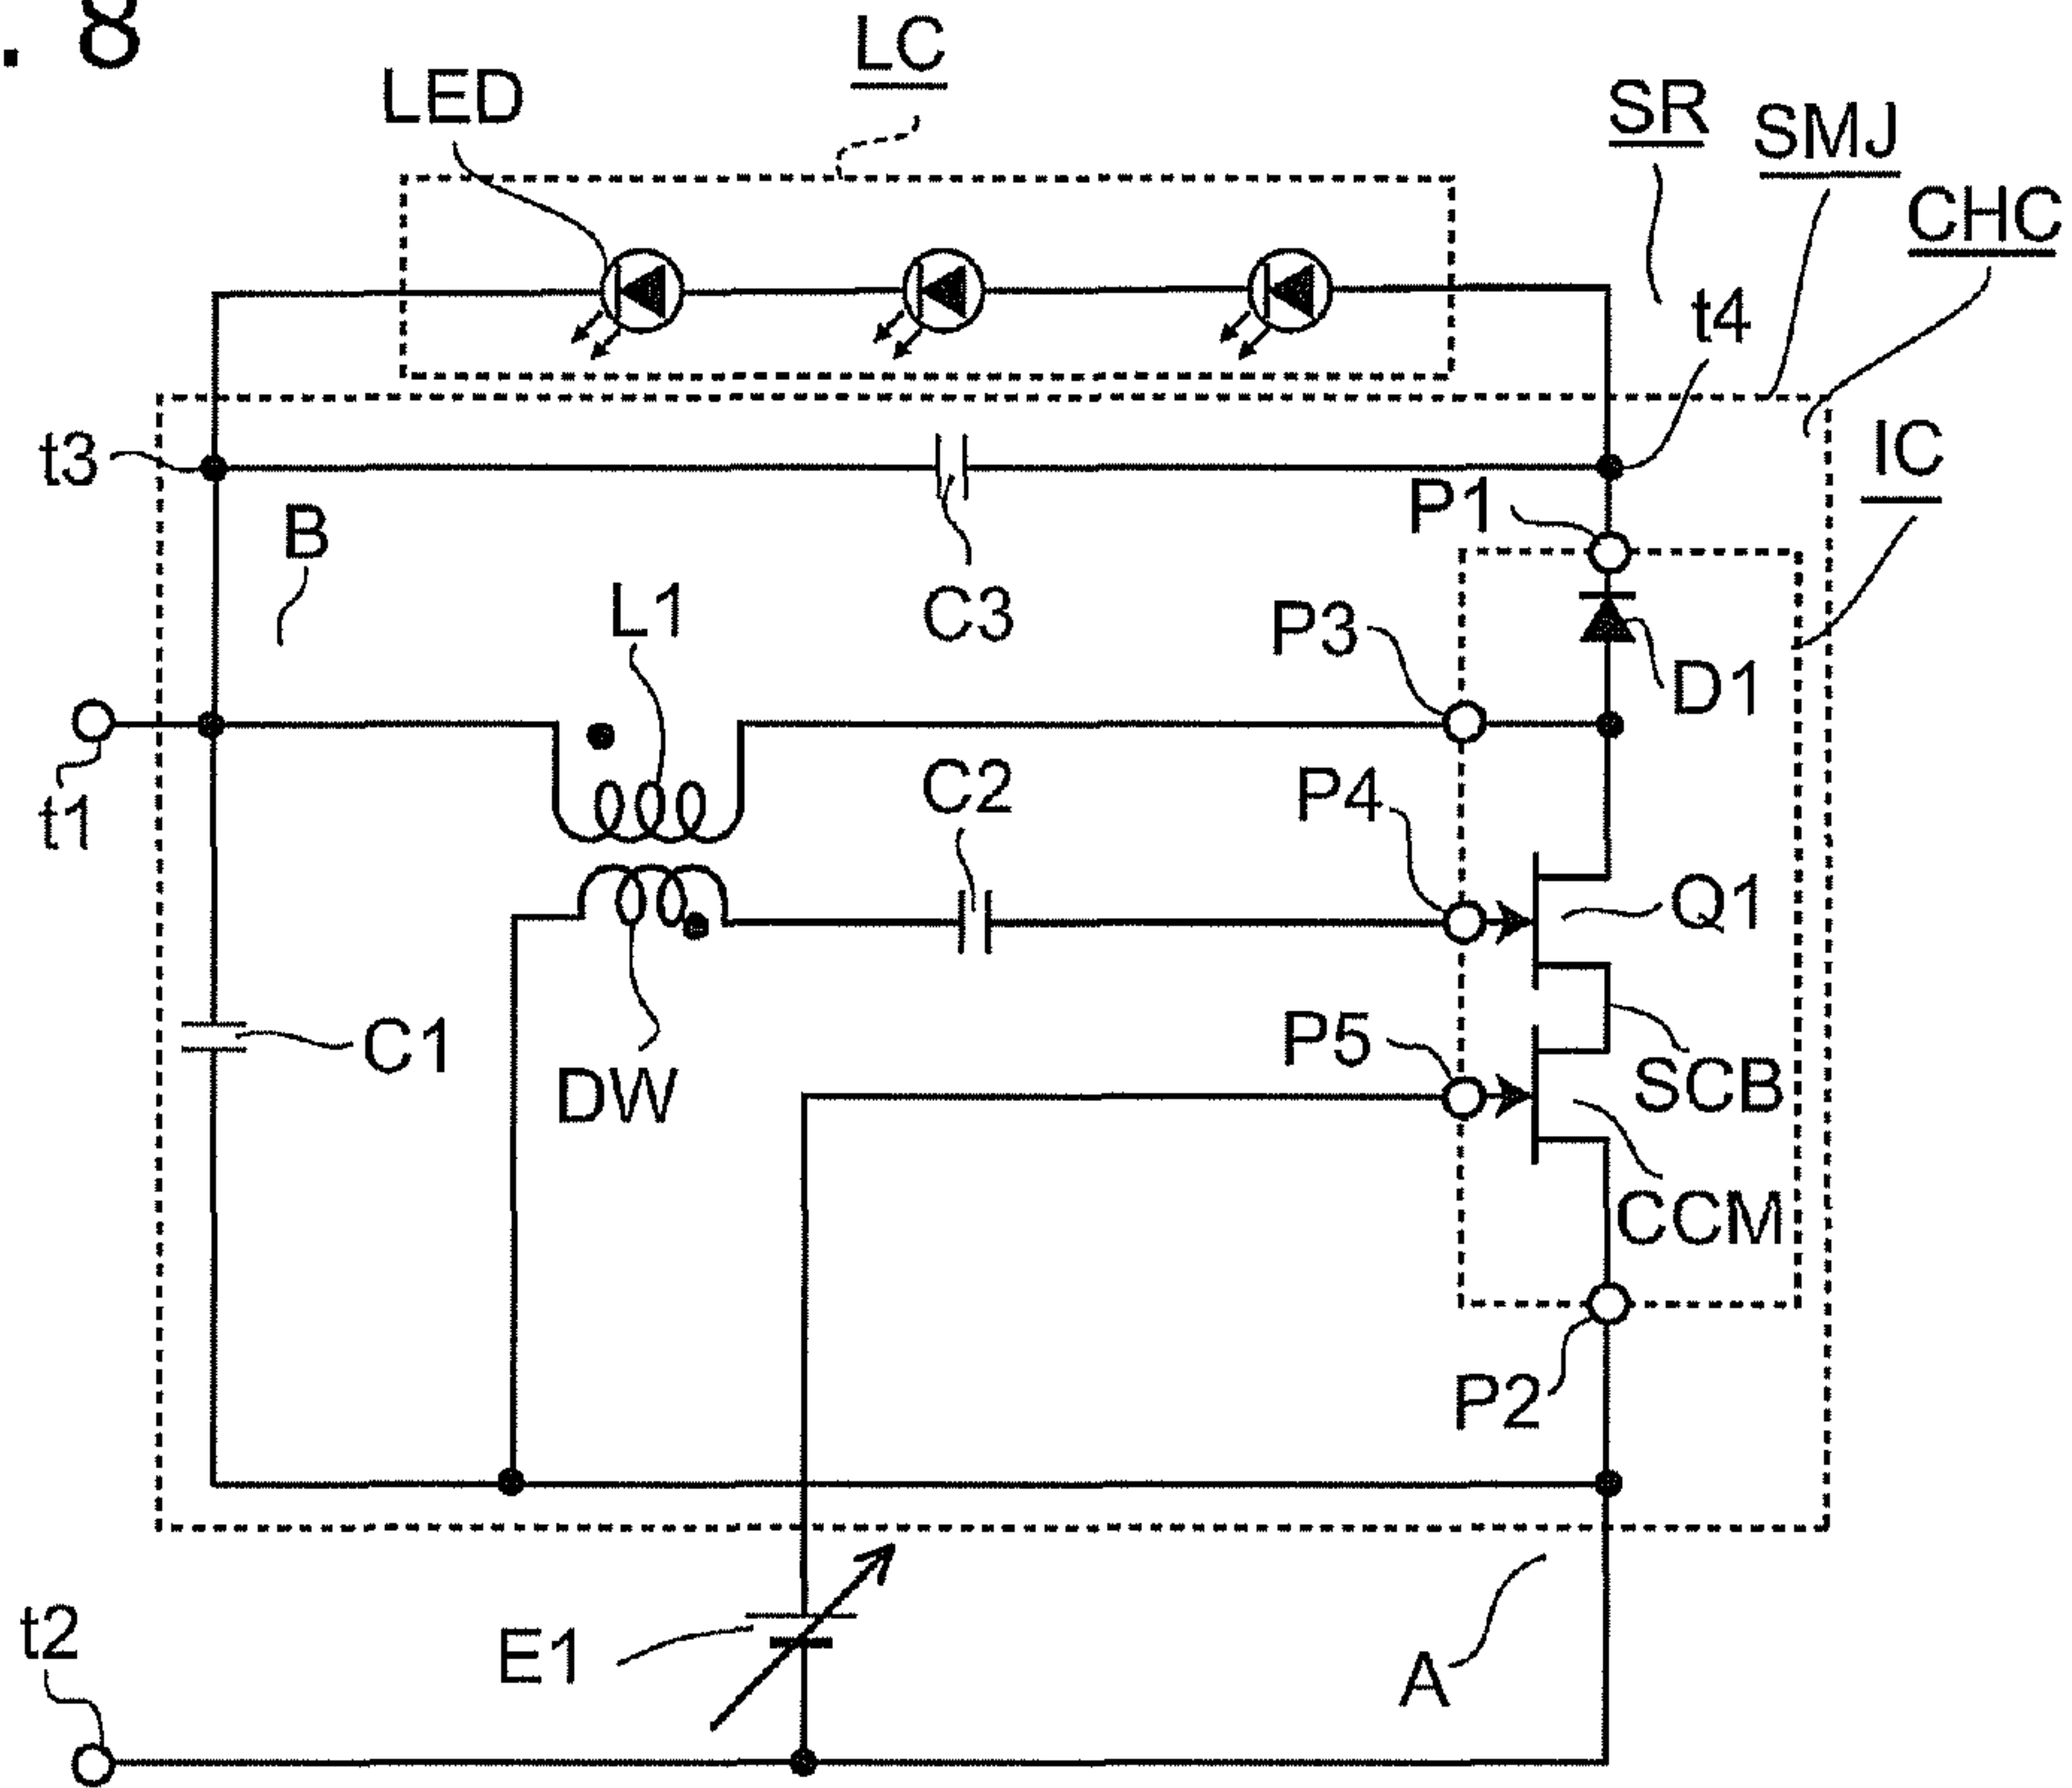 . 8
LC
LED
SR
SMJ
CHC
t4
t3
IC
P1
B
L1
C3
P3
D1
t1
C2
P4
Q1
C1
P5
DW
SCB
CCM
P2
t2
E1
A